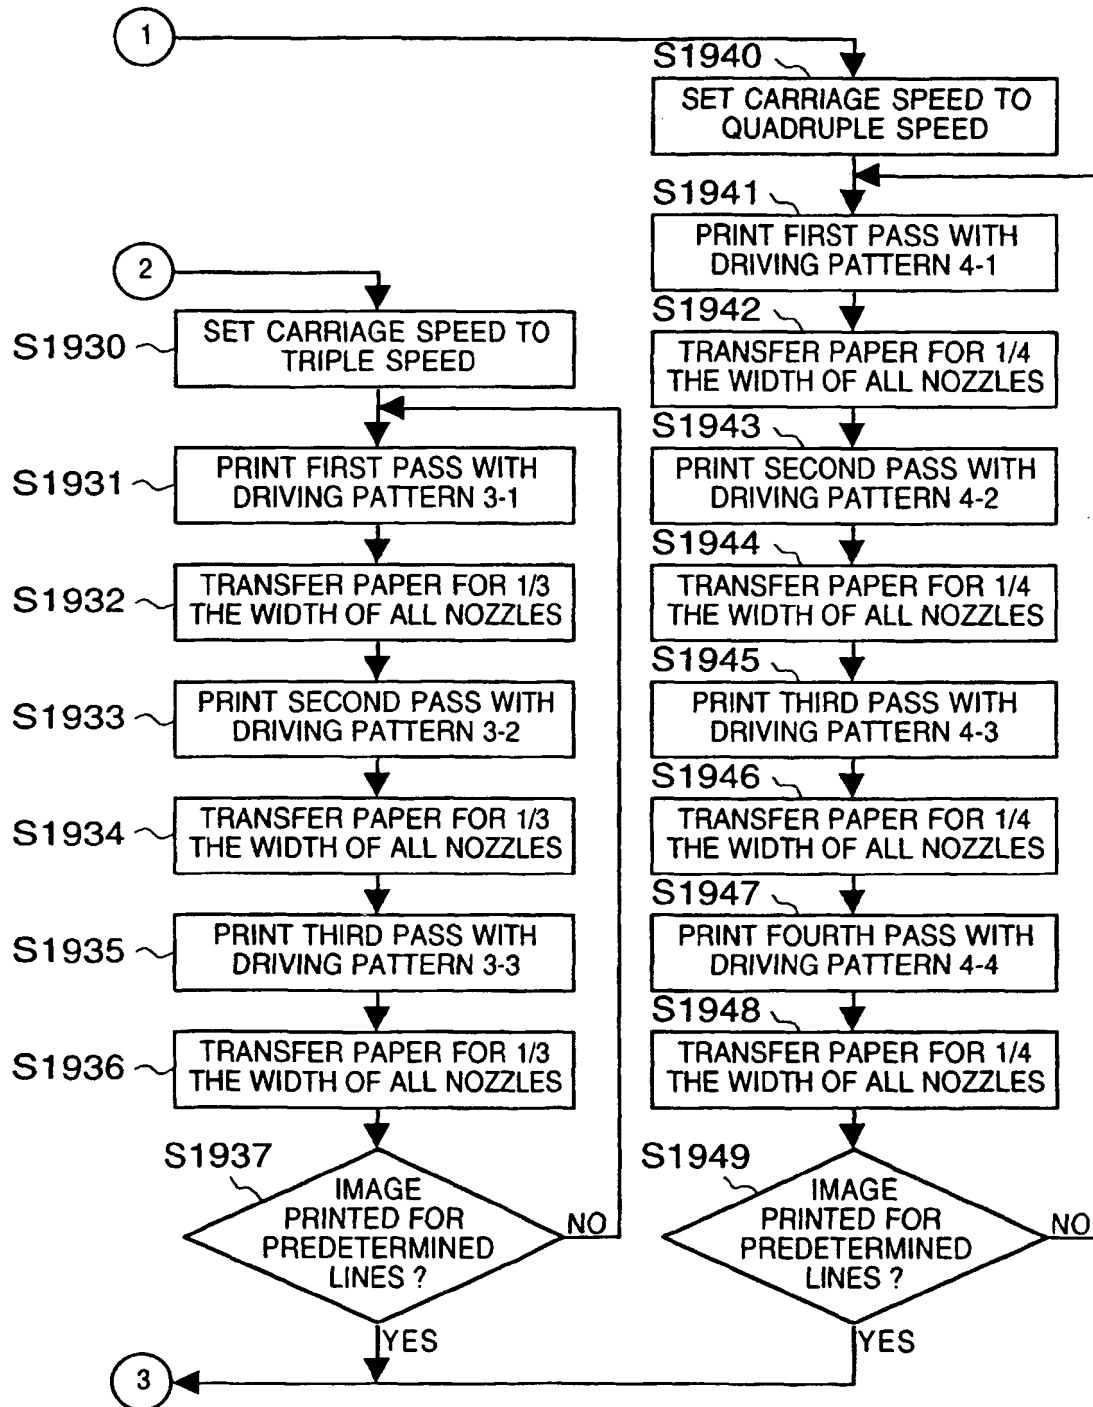 1
S1940
SET CARRIAGE SPEED TO
QUADRUPLE SPEED
S1941
PRINT FIRST PASS WITH
DRIVING PATTERN 4-1
S1942
TRANSFER PAPER FOR 1/4
THE WIDTH OF ALL NOZZLES
S1943
PRINT SECOND PASS WITH
DRIVING PATTERN 4-2
S1944
TRANSFER PAPER FOR 1/4
THE WIDTH OF ALL NOZZLES
S1945
PRINT THIRD PASS WITH
DRIVING PATTERN 4-3
S1946
TRANSFER PAPER FOR 1/4
THE WIDTH OF ALL NOZZLES
S1947
PRINT FOURTH PASS WITH
DRIVING PATTERN 4-4
S1948
TRANSFER PAPER FOR 1/4
THE WIDTH OF ALL NOZZLES
S1949
IMAGE
PRINTED FOR
PREDETERMINED
LINES ?
NO
YES
2
S1930
SET CARRIAGE SPEED TO
TRIPLE SPEED
S1931
PRINT FIRST PASS WITH
DRIVING PATTERN 3-1
S1932
TRANSFER PAPER FOR 1/3
THE WIDTH OF ALL NOZZLES
S1933
PRINT SECOND PASS WITH
DRIVING PATTERN 3-2
S1934
TRANSFER PAPER FOR 1/3
THE WIDTH OF ALL NOZZLES
S1935
PRINT THIRD PASS WITH
DRIVING PATTERN 3-3
S1936
TRANSFER PAPER FOR 1/3
THE WIDTH OF ALL NOZZLES
S1937
IMAGE
PRINTED FOR
PREDETERMINED
LINES ?
NO
YES
3